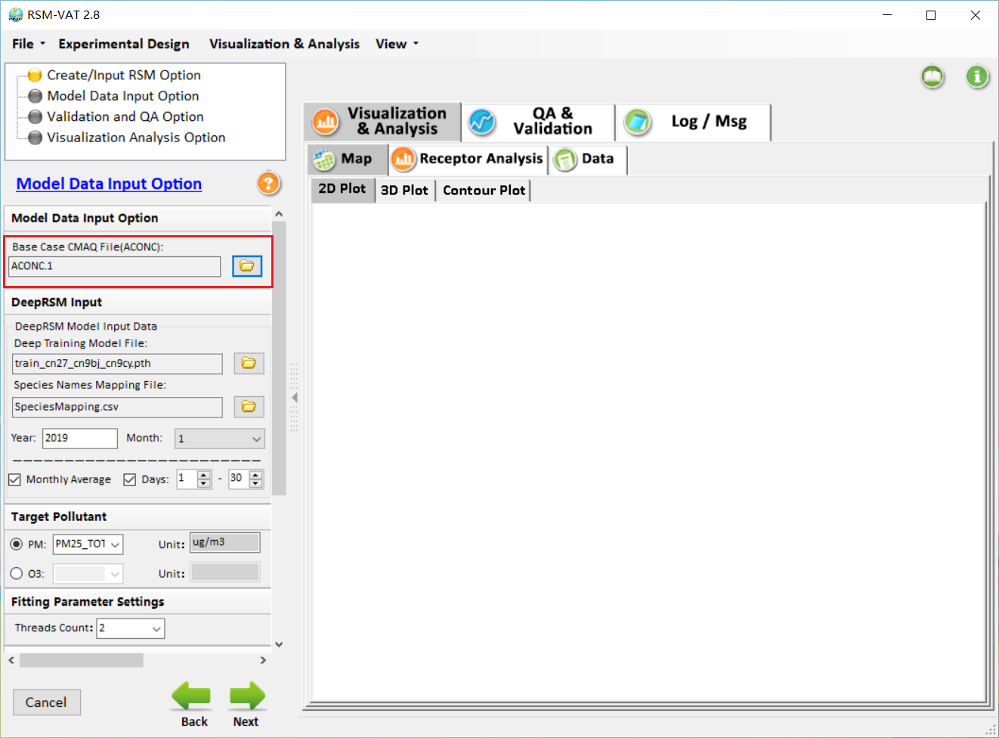 RSM-VAT 2.8
File Experimental Design Visualization & Analysis View
Create/Input RSM Option
Model Data Input Option
Validation and QA Option
Visualization Analysis Option
Model Data Input Option
?
Model Data Input Option
Base Case CMAQ File(ACONC):
ACONC.1
DeepRSM Input
DeepRSM Model Input Data
Deep Training Model File:
train_cn27_cn9bj_cn9cy.pth
Species Names Mapping File:
SpeciesMapping.csv
Year: 2019 Month: 1
Monthly Average Days: 1 - 30
Target Pollutant
PM: PM25_TOT Unit: ug/m3
O3: Unit:
Fitting Parameter Settings
Threads Count: 2
Cancel
Back
Next
i
Visualization
& Analysis
QA &
Validation
Log / Msg
Map Receptor Analysis Data
2D Plot 3D Plot Contour Plot